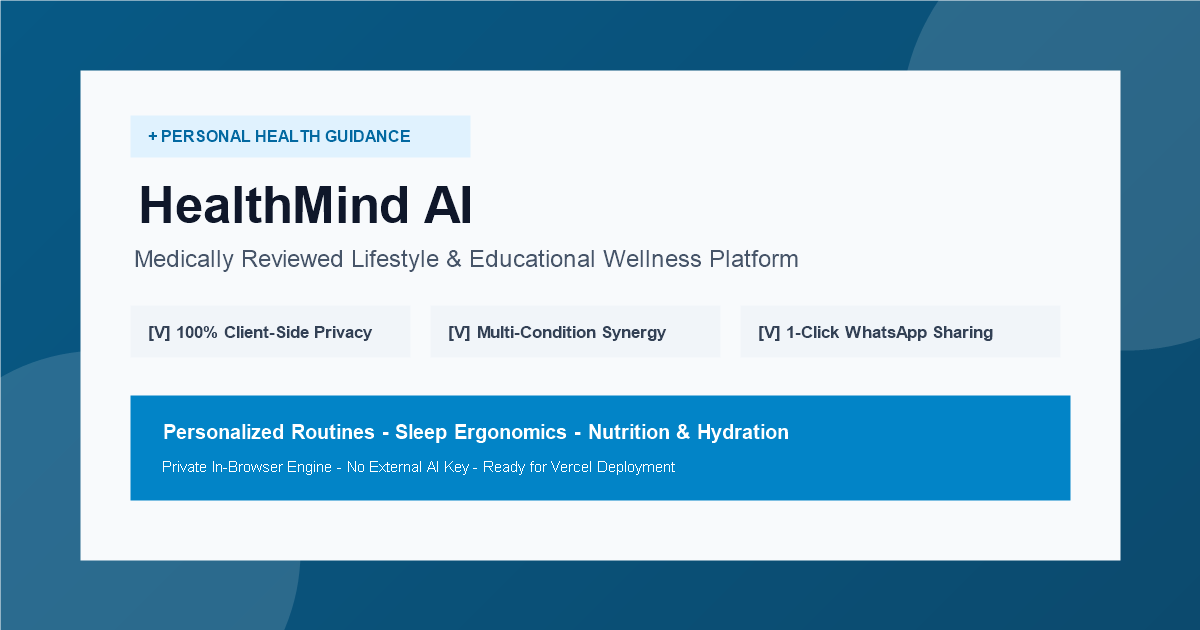 + PERSONAL HEALTH GUIDANCE
HealthMind AI
Medically Reviewed Lifestyle & Educational Wellness Platform
[V] 100% Client-Side Privacy
[V] Multi-Condition Synergy
[V] 1-Click WhatsApp Sharing
Personalized Routines - Sleep Ergonomics - Nutrition & Hydration
Private In-Browser Engine - No External AI Key - Ready for Vercel Deployment